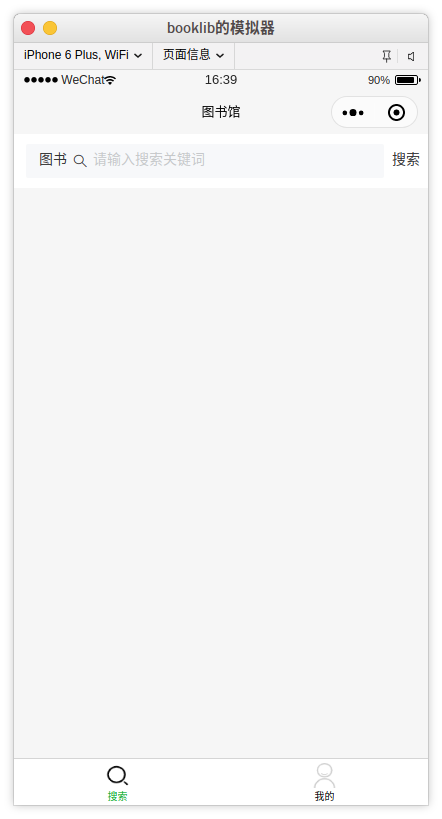 booklib的模拟器
iPhone 6 Plus, WiFi 页面信息
WeChat 16:39 90%
图书馆
图书 请输入搜索关键词 搜索
搜索 我的